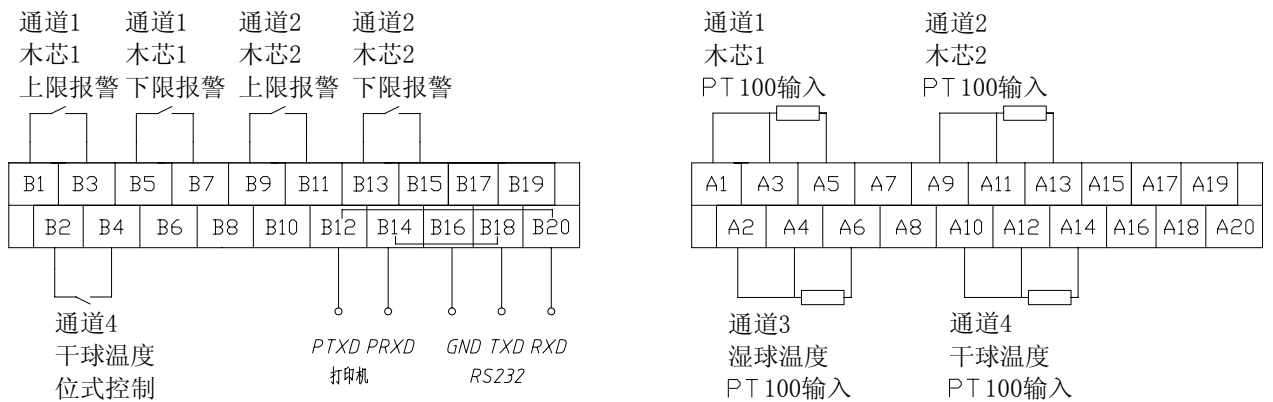 通道1
木芯1
上限报警
通道1
木芯1
下限报警
通道2
木芯2
上限报警
通道2
木芯2
下限报警
B1 B3 B5 B7 B9 B11 B13 B15 B17 B19
B2 B4 B6 B8 B10 B12 B14 B16 B18 B20
通道4
干球温度
位式控制
PTXD PRXD
打印机
GND TXD RXD
RS232
通道1
木芯1
PT100输入
通道2
木芯2
PT100输入
A1 A3 A5 A7 A9 A11 A13 A15 A17 A19
A2 A4 A6 A8 A10 A12 A14 A16 A18 A20
通道3
湿球温度
PT100输入
通道4
干球温度
PT100输入